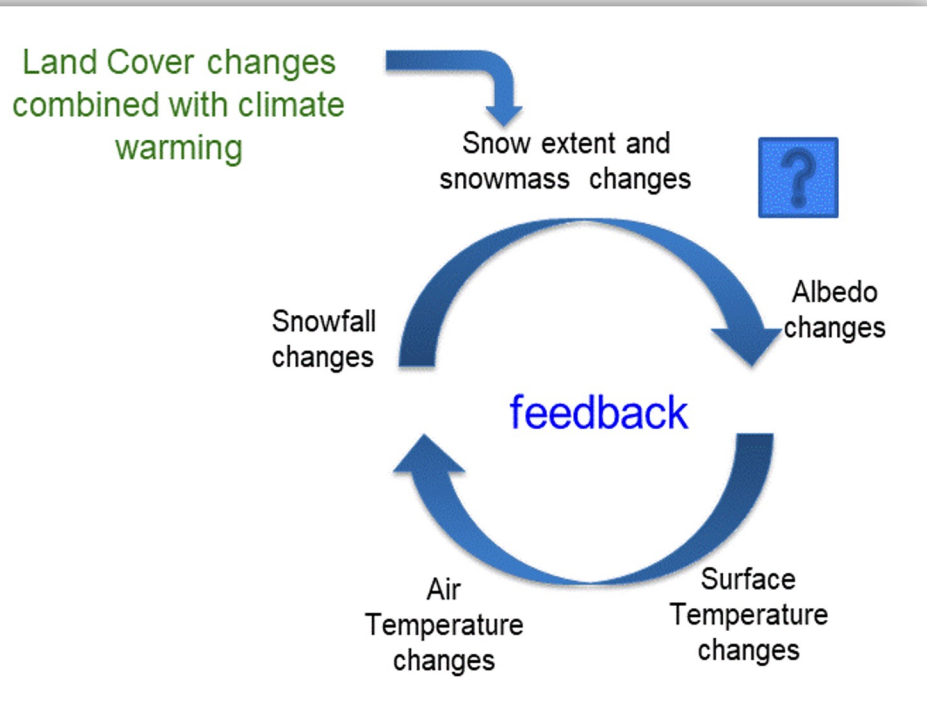 Land Cover changes
combined with climate
warming
Snow extent and
snowmass changes
?
Albedo
changes
Snowfall
changes
feedback
Surface
Temperature
changes
Air
Temperature
changes